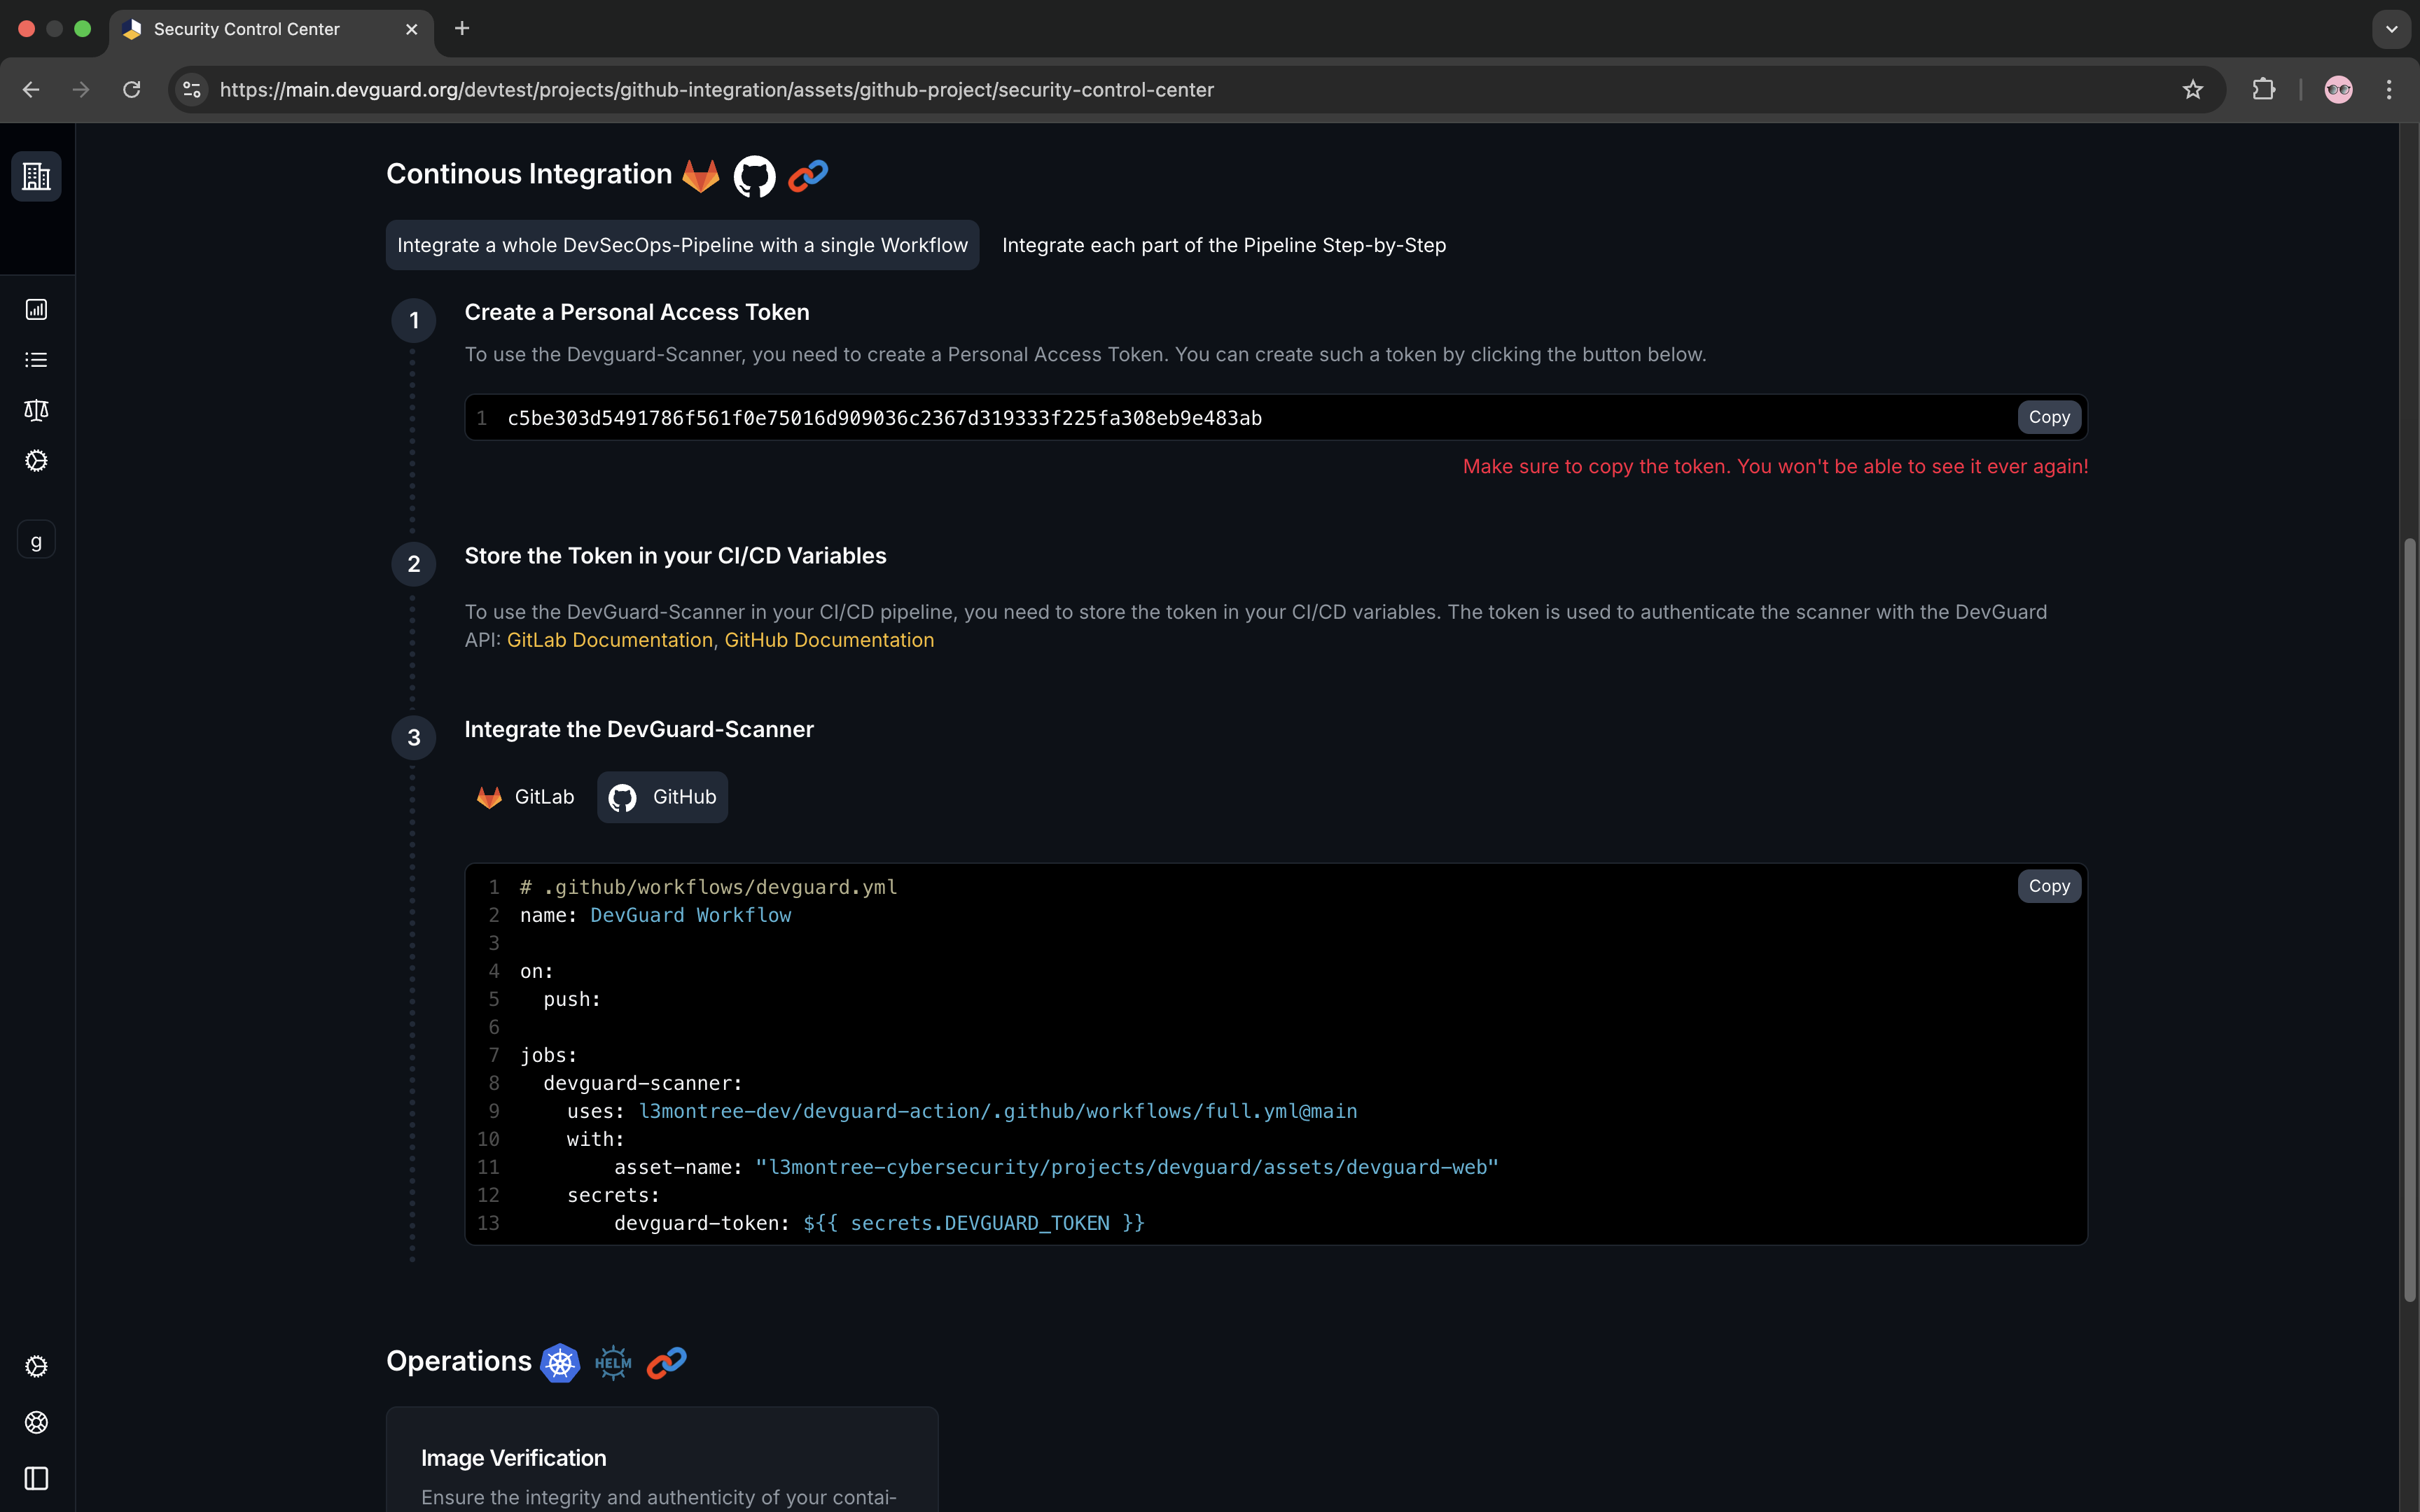 Security Control Center
https://main.devguard.org/devtest/projects/github-integration/assets/github-project/security-control-center
Continous Integration
Integrate a whole DevSecOps-Pipeline with a single Workflow
Integrate each part of the Pipeline Step-by-Step
1
Create a Personal Access Token
To use the Devguard-Scanner, you need to create a Personal Access Token. You can create such a token by clicking the button below.
1 c5be303d5491786f561f0e75016d909036c2367d319333f225fa308eb9e483ab
Copy
Make sure to copy the token. You won't be able to see it ever again!
g
2
Store the Token in your CI/CD Variables
To use the DevGuard-Scanner in your CI/CD pipeline, you need to store the token in your CI/CD variables. The token is used to authenticate the scanner with the DevGuard
API: GitLab Documentation, GitHub Documentation
3
Integrate the DevGuard-Scanner
GitLab
GitHub
Copy
1 # .github/workflows/devguard.yml
2 name: DevGuard Workflow
3
4 on:
5   push:
6
7 jobs:
8   devguard-scanner:
9     uses: l3montree-dev/devguard-action/.github/workflows/full.yml@main
10     with:
11         asset-name: "l3montree-cybersecurity/projects/devguard/assets/devguard-web"
12     secrets:
13         devguard-token: ${{ secrets.DEVGUARD_TOKEN }}
Operations
HELM
Image Verification
Ensure the integrity and authenticity of your contai-